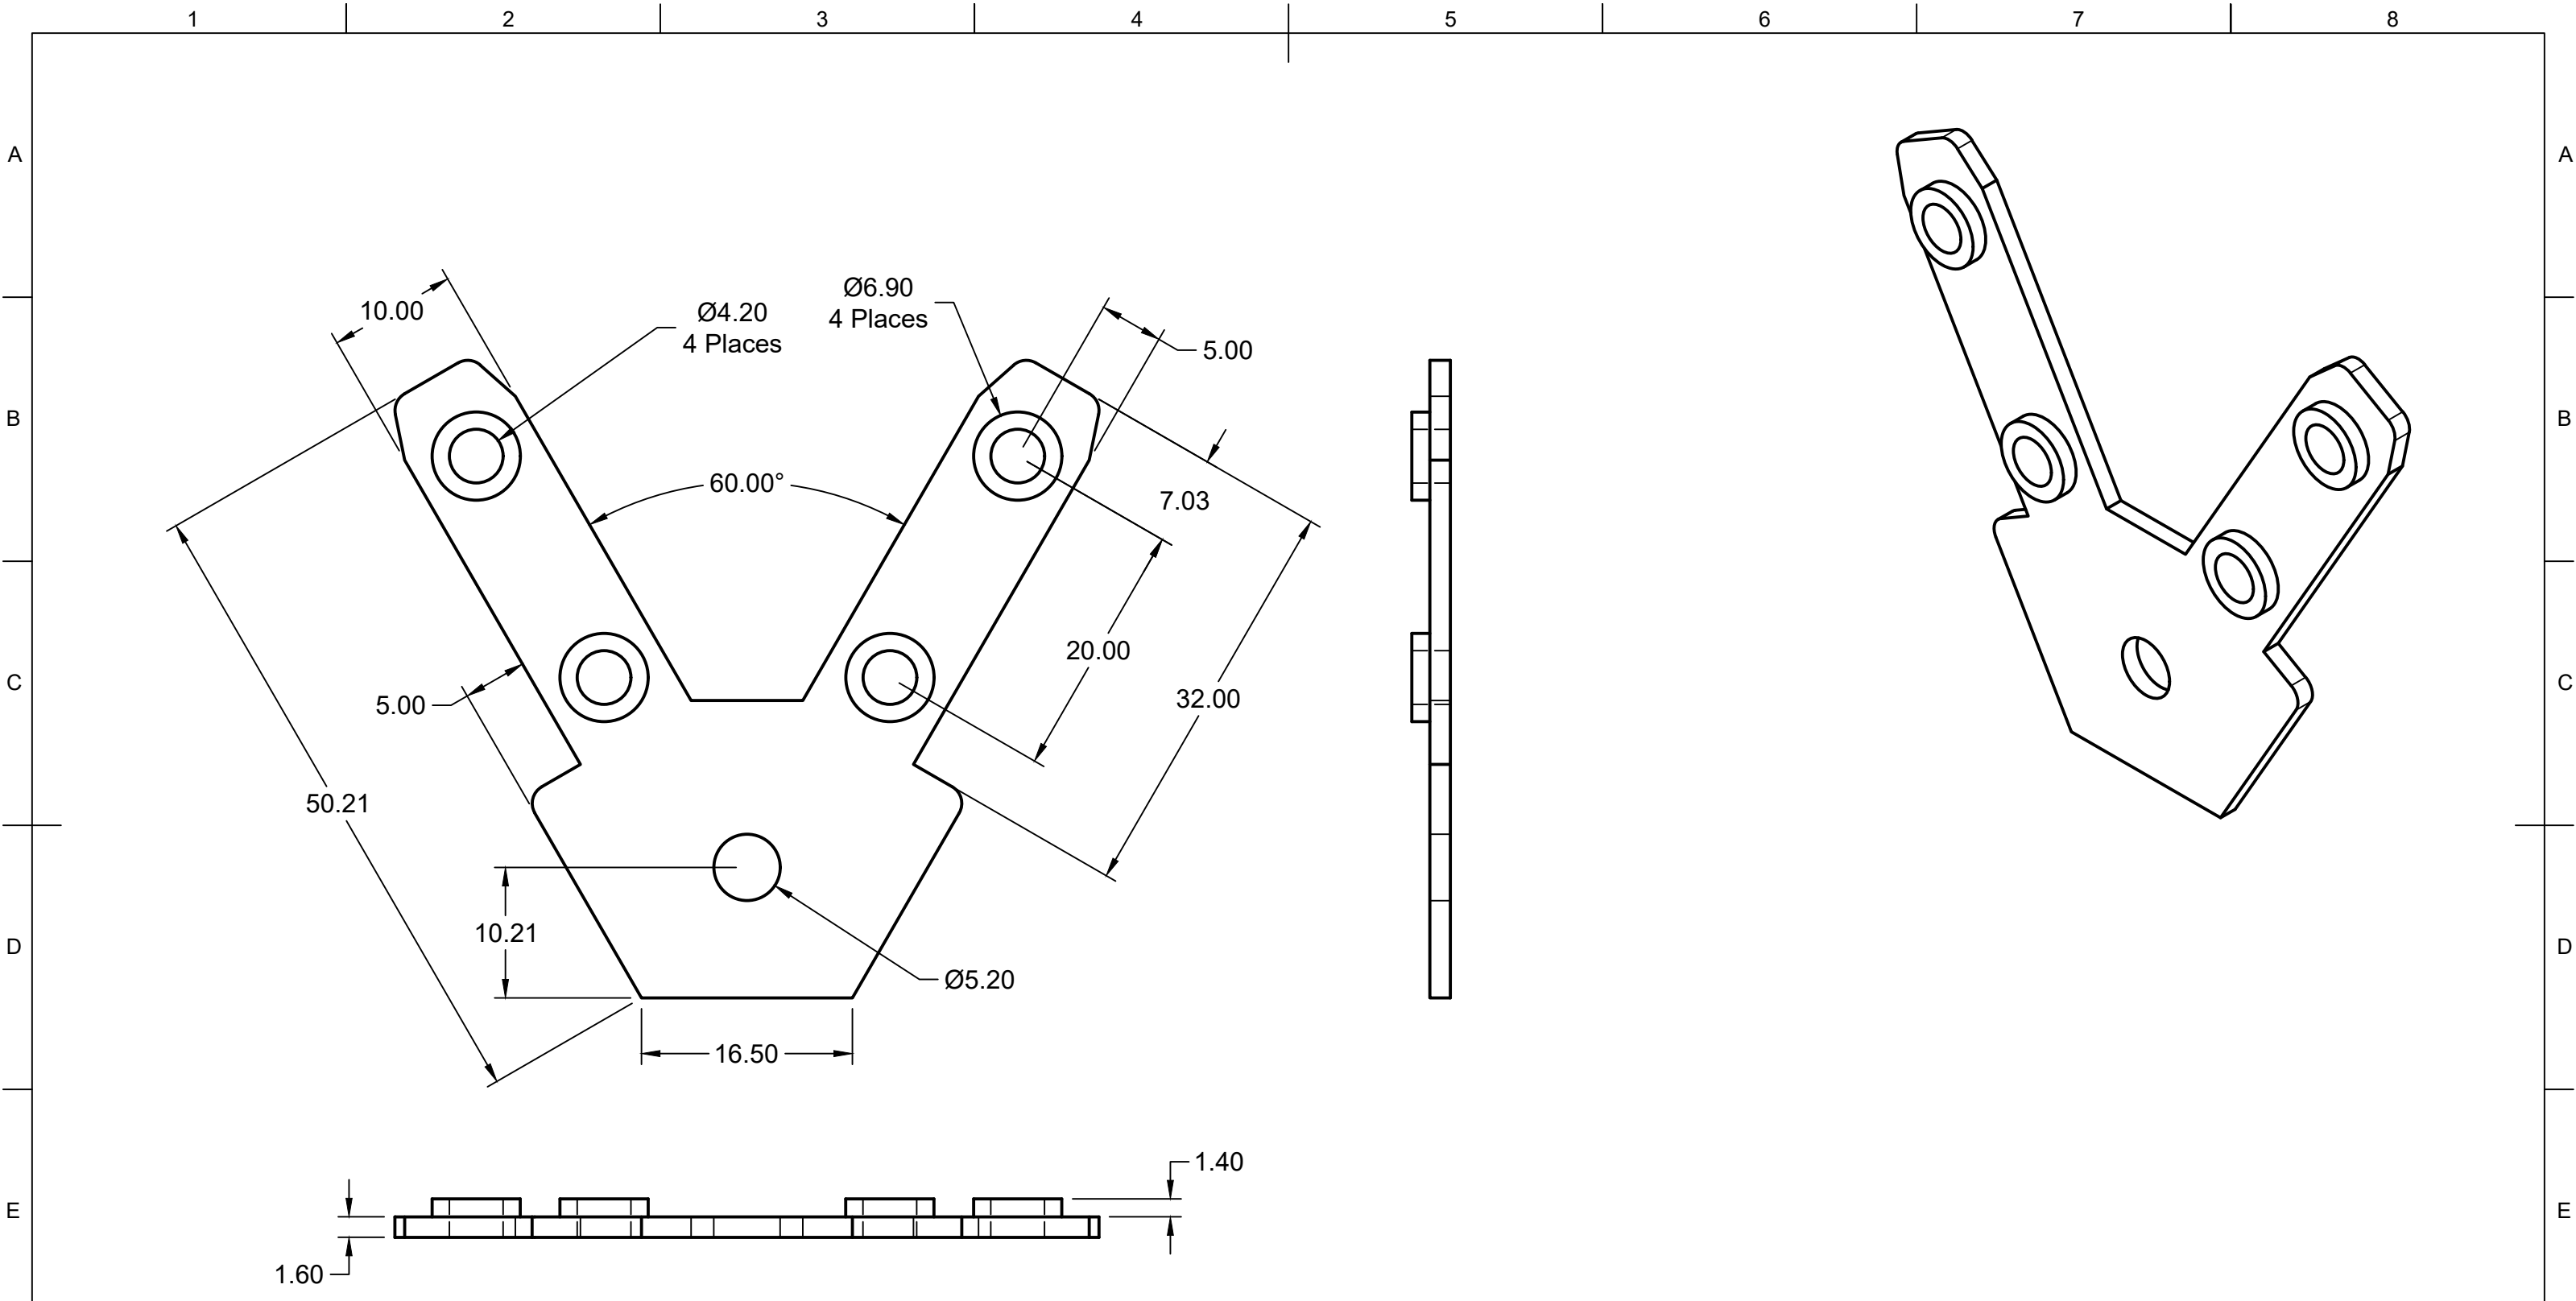 1 2 3 4 5 6 7 8
A A
10.00
Ø4.20
4 Places
Ø6.90
4 Places
5.00
B B
60.00°
7.03
20.00
32.00
C C
5.00
50.21
10.21
D D
Ø5.20
16.50
1.40
E E
1.60